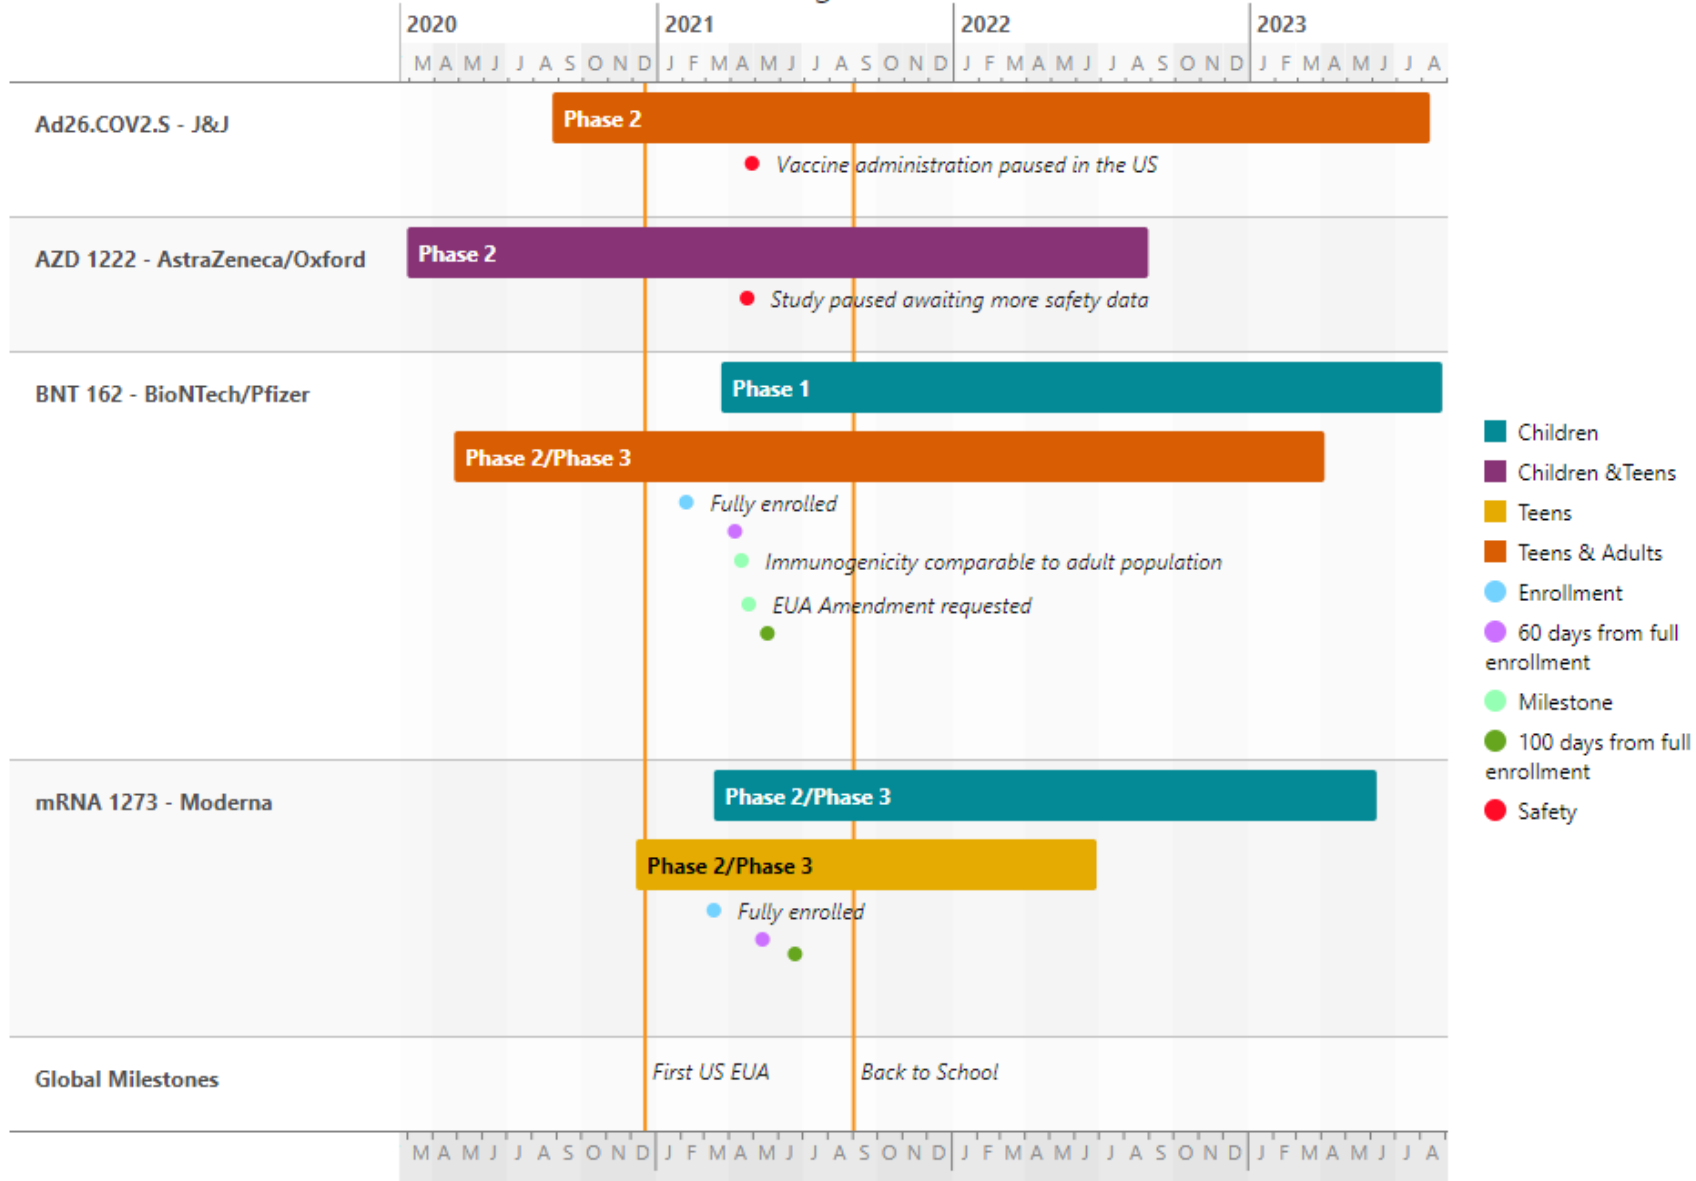 2020 2021 2022 2023
M A M J J A S O N D J F M A M J J A S O N D J F M A M J J A S O N D J F M A M J J A
Ad26.COV2.S - J&J
Phase 2
Vaccine administration paused in the US
AZD 1222 - AstraZeneca/Oxford
Phase 2
Study paused awaiting more safety data
BNT 162 - BioNTech/Pfizer
Phase 1
Phase 2/Phase 3
Fully enrolled
Immunogenicity comparable to adult population
EUA Amendment requested
mRNA 1273 - Moderna
Phase 2/Phase 3
Phase 2/Phase 3
Fully enrolled
Global Milestones
First US EUA
Back to School
M A M J J A S O N D J F M A M J J A S O N D J F M A M J J A S O N D J F M A M J J A
Children
Children &Teens
Teens
Teens & Adults
Enrollment
60 days from full
enrollment
Milestone
100 days from full
enrollment
Safety